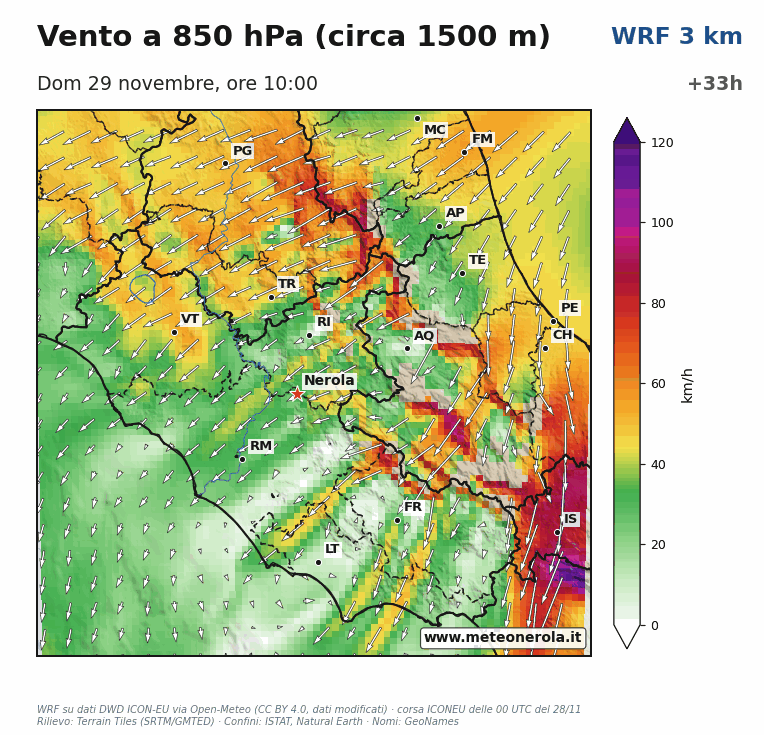 Vento a 850 hPa (circa 1500 m)
WRF 3 km
Dom 29 novembre, ore 10:00
+33h
MC
FM
PG
AP
TE
TR
PE
VT
RI
AQ
CH
Nerola
RM
FR
IS
LT
www.meteonerola.it
120
100
80
60
40
20
0
km/h
WRF su dati DWD ICON-EU via Open-Meteo (CC BY 4.0, dati modificati) · corsa ICONEU delle 00 UTC del 28/11
Rilievo: Terrain Tiles (SRTM/GMTED) · Confini: ISTAT, Natural Earth · Nomi: GeoNames